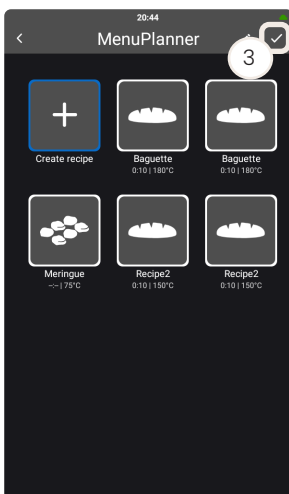 20:44
MenuPlanner
3
Create recipe
Baguette
0:10 | 180°C
Baguette
0:10 | 180°C
Meringue
--:-- | 75°C
Recipe2
0:10 | 150°C
Recipe2
0:10 | 150°C